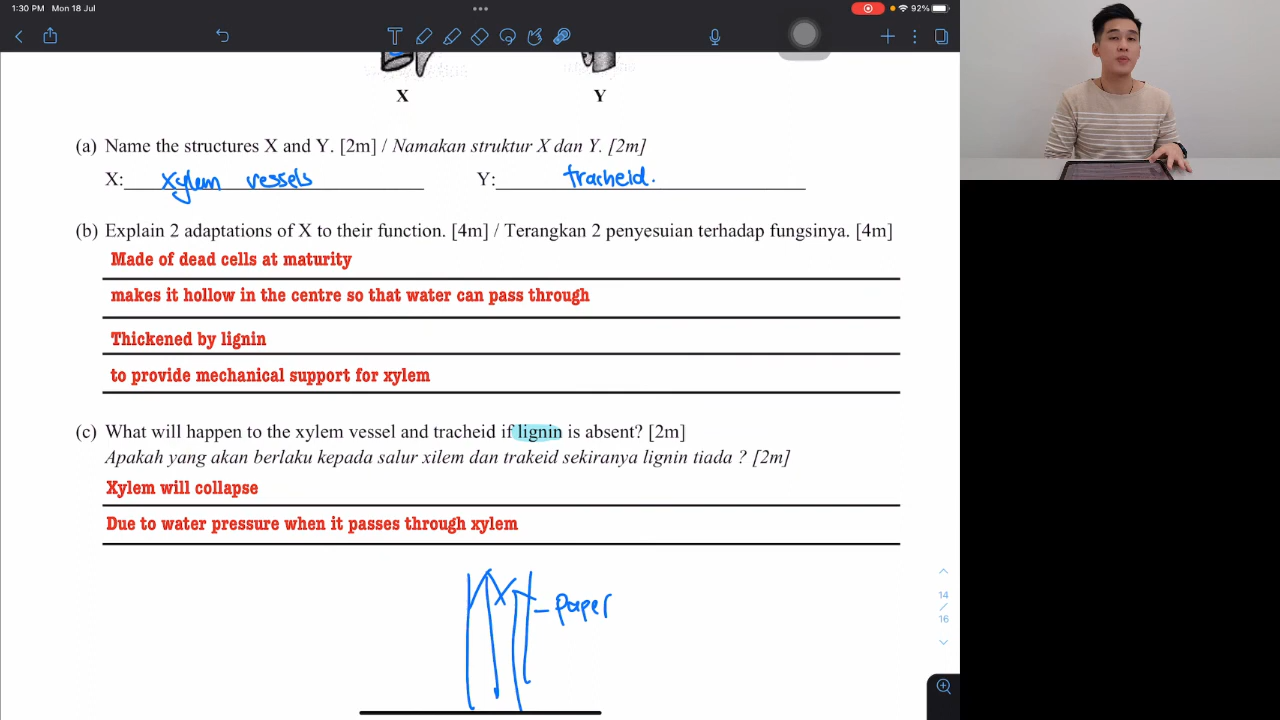 1:30 PM Mon 18 Jul
92%
X
Y
(a) Name the structures X and Y. [2m] / Namakan struktur X dan Y. [2m]
X: xylem vessels Y: tracheid.
(b) Explain 2 adaptations of X to their function. [4m] / Terangkan 2 penyesuian terhadap fungsinya. [4m]
Made of dead cells at maturity
makes it hollow in the centre so that water can pass through
Thickened by lignin
to provide mechanical support for xylem
(c) What will happen to the xylem vessel and tracheid if lignin is absent? [2m]
Apakah yang akan berlaku kepada salur xilem dan trakeid sekiranya lignin tiada ? [2m]
Xylem will collapse
Due to water pressure when it passes through xylem
paper
14
/
16